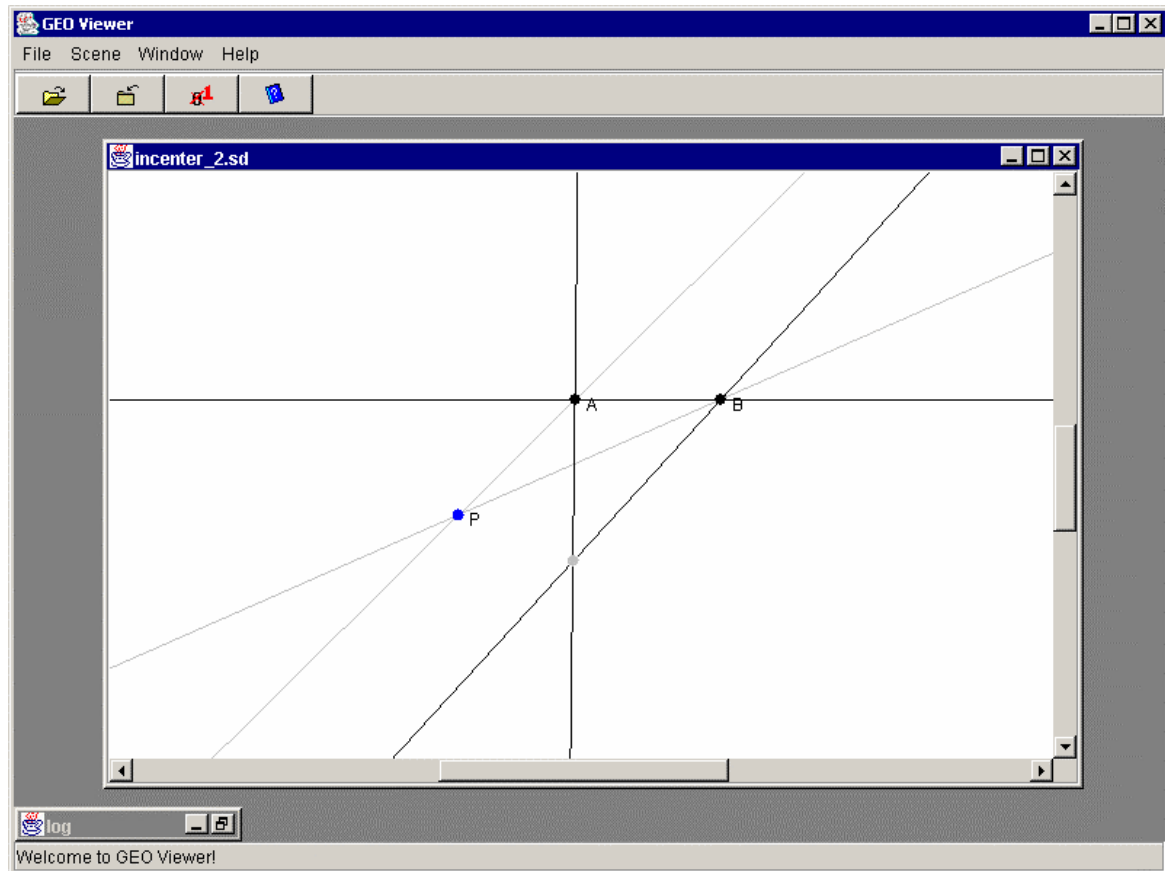 GEO Viewer
File Scene Window Help
incenter_2.sd
A
B
P
log
Welcome to GEO Viewer!